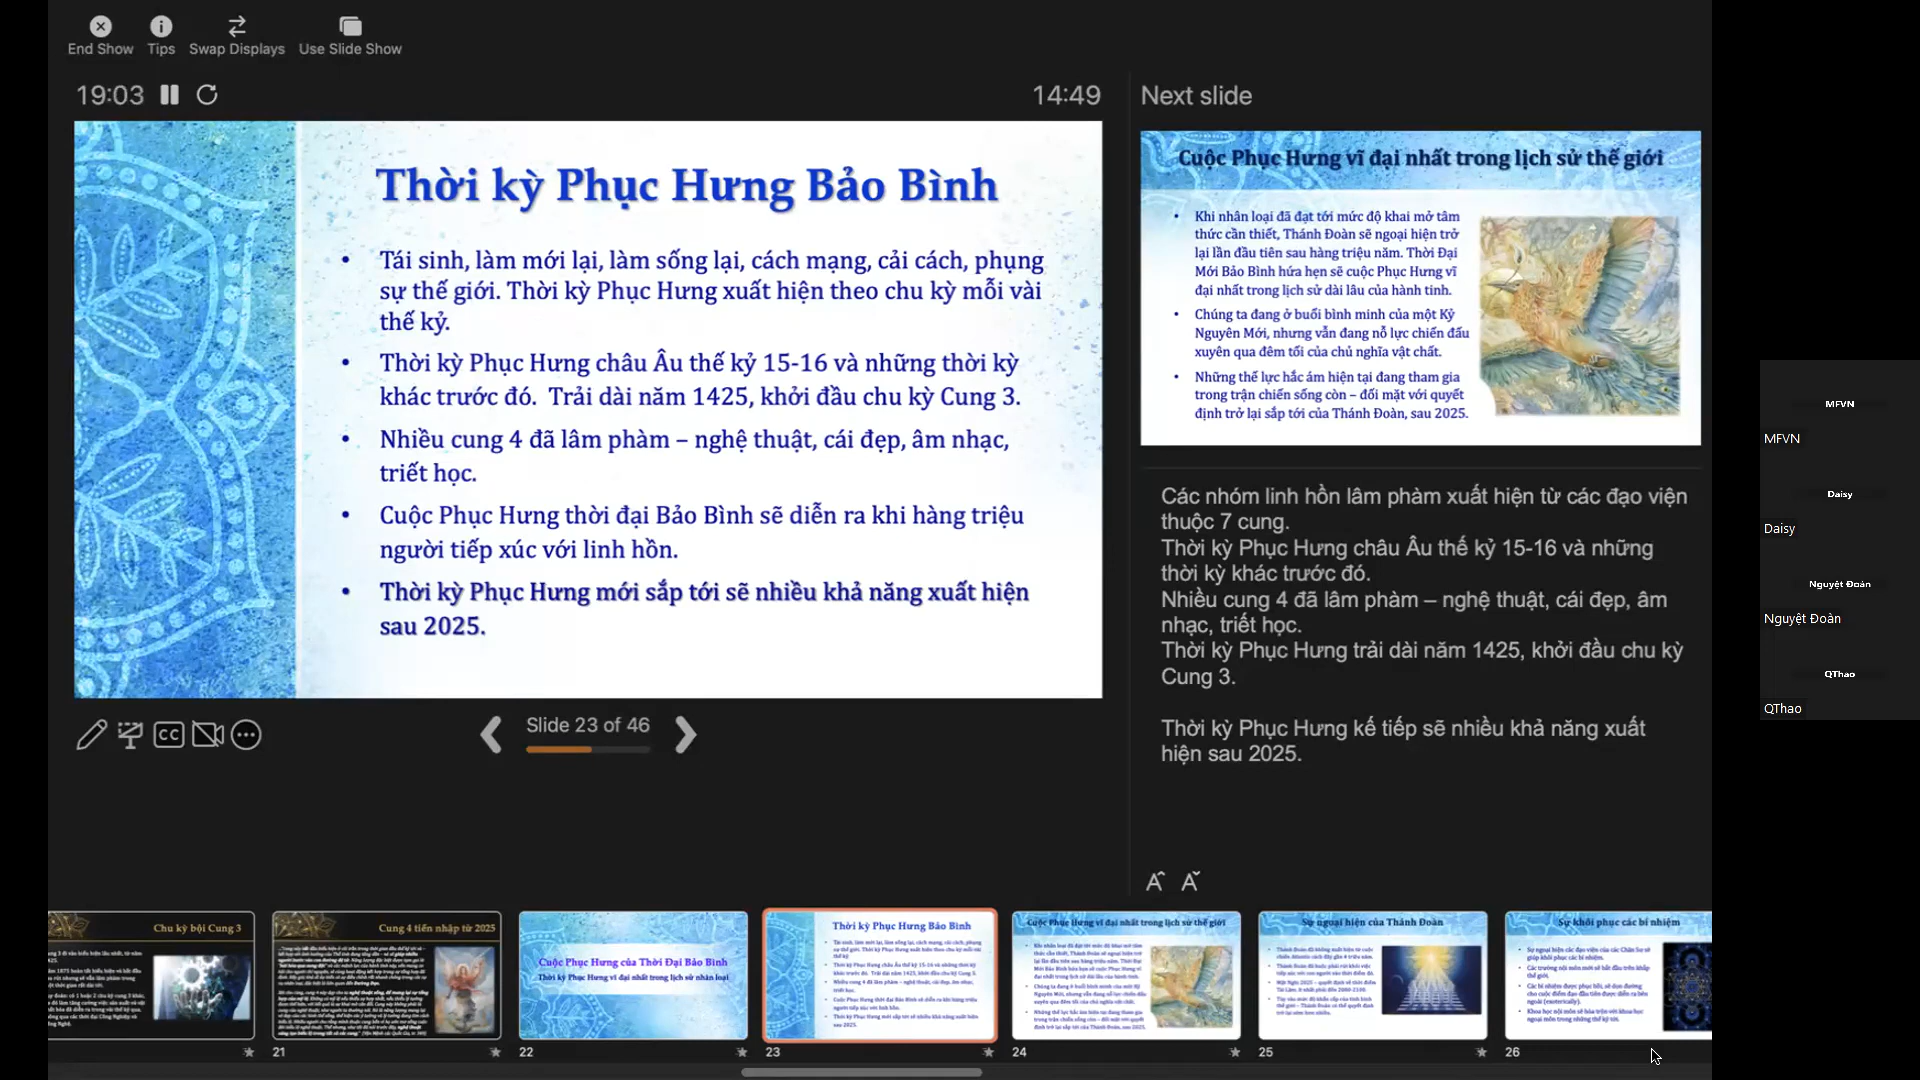 End Show
Tips
Swap Displays
Use Slide Show
19:03
14:49
Thời kỳ Phục Hưng Bảo Bình
• Tái sinh, làm mới lại, làm sống lại, cách mạng, cải cách, phụng
sự thế giới. Thời kỳ Phục Hưng xuất hiện theo chu kỳ mỗi vài
thế kỷ.
• Thời kỳ Phục Hưng châu Âu thế kỷ 15-16 và những thời kỳ
khác trước đó. Trải dài năm 1425, khởi đầu chu kỳ Cung 3.
• Nhiều cung 4 đã lâm phàm – nghệ thuật, cái đẹp, âm nhạc,
triết học.
• Cuộc Phục Hưng thời đại Bảo Bình sẽ diễn ra khi hàng triệu
người tiếp xúc với linh hồn.
• Thời kỳ Phục Hưng mới sắp tới sẽ nhiều khả năng xuất hiện
sau 2025.
CC
Slide 23 of 46
Next slide
Cuộc Phục Hưng vĩ đại nhất trong lịch sử thế giới
• Khi nhân loại đã đạt tới mức độ khai mở tâm
thức cần thiết, Thánh Đoàn sẽ ngoại hiện trở
lại lần đầu tiên sau hàng triệu năm. Thời Đại
Mới Bảo Bình hứa hẹn sẽ cuộc Phục Hưng vĩ
đại nhất trong lịch sử dài lâu của hành tinh.
• Chúng ta đang ở buổi bình minh của một Kỷ
Nguyên Mới, nhưng vẫn đang nỗ lực chiến đấu
xuyên qua đêm tối của chủ nghĩa vật chất.
• Những thế lực hắc ám hiện tại đang tham gia
trong trận chiến sống còn – đối mặt với quyết
định trở lại sắp tới của Thánh Đoàn, sau 2025.
Các nhóm linh hồn lâm phàm xuất hiện từ các đạo viện
thuộc 7 cung.
Thời kỳ Phục Hưng châu Âu thế kỷ 15-16 và những
thời kỳ khác trước đó.
Nhiều cung 4 đã lâm phàm – nghệ thuật, cái đẹp, âm
nhạc, triết học.
Thời kỳ Phục Hưng trải dài năm 1425, khởi đầu chu kỳ
Cung 3.
Thời kỳ Phục Hưng kế tiếp sẽ nhiều khả năng xuất
hiện sau 2025.
MFVN
MFVN
Daisy
Daisy
Nguyệt Đoàn
Nguyệt Đoàn
QThao
QThao
Chu kỳ bội Cung 3
Cung 4 tiến nhập từ 2025
21
Cuộc Phục Hưng của Thời Đại Bảo Bình
Thời kỳ Phục Hưng vĩ đại nhất trong lịch sử nhân loại
22
Thời kỳ Phục Hưng Bảo Bình
23
Cuộc Phục Hưng vĩ đại nhất trong lịch sử thế giới
24
Sự ngoại hiện của Thánh Đoàn
25
Sự khôi phục các bí nhiệm
26